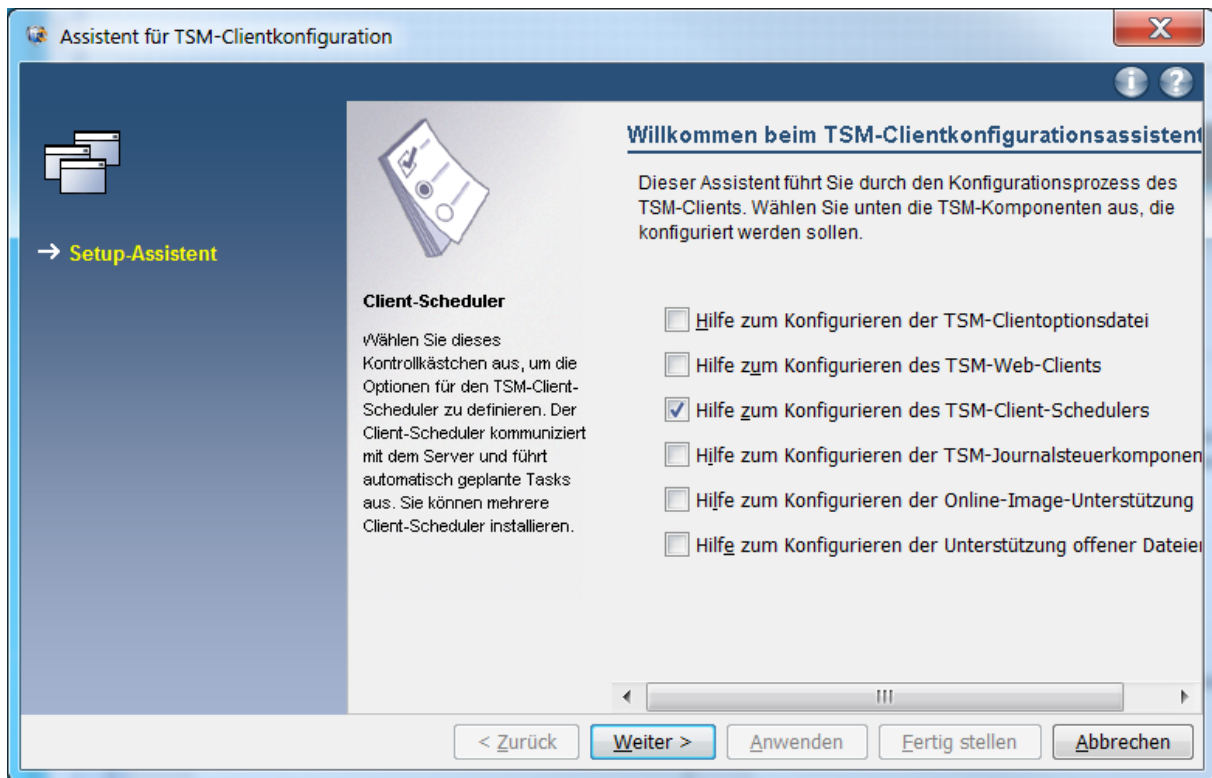 Assistent für TSM-Clientkonfiguration
Setup-Assistent
Client-Scheduler
Wählen Sie dieses
Kontrollkästchen aus, um die
Optionen für den TSM-Client-
Scheduler zu definieren. Der
Client-Scheduler kommuniziert
mit dem Server und führt
automatisch geplante Tasks
aus. Sie können mehrere
Client-Scheduler installieren.
Willkommen beim TSM-Clientkonfigurationsassistent
Dieser Assistent führt Sie durch den Konfigurationsprozess des
TSM-Clients. Wählen Sie unten die TSM-Komponenten aus, die
konfiguriert werden sollen.
Hilfe zum Konfigurieren der TSM-Clientoptionsdatei
Hilfe zum Konfigurieren des TSM-Web-Clients
Hilfe zum Konfigurieren des TSM-Client-Schedulers
Hilfe zum Konfigurieren der TSM-Journalsteuerkomponen
Hilfe zum Konfigurieren der Online-Image-Unterstützung
Hilfe zum Konfigurieren der Unterstützung offener Dateien
< Zurück Weiter > Anwenden Fertig stellen Abbrechen